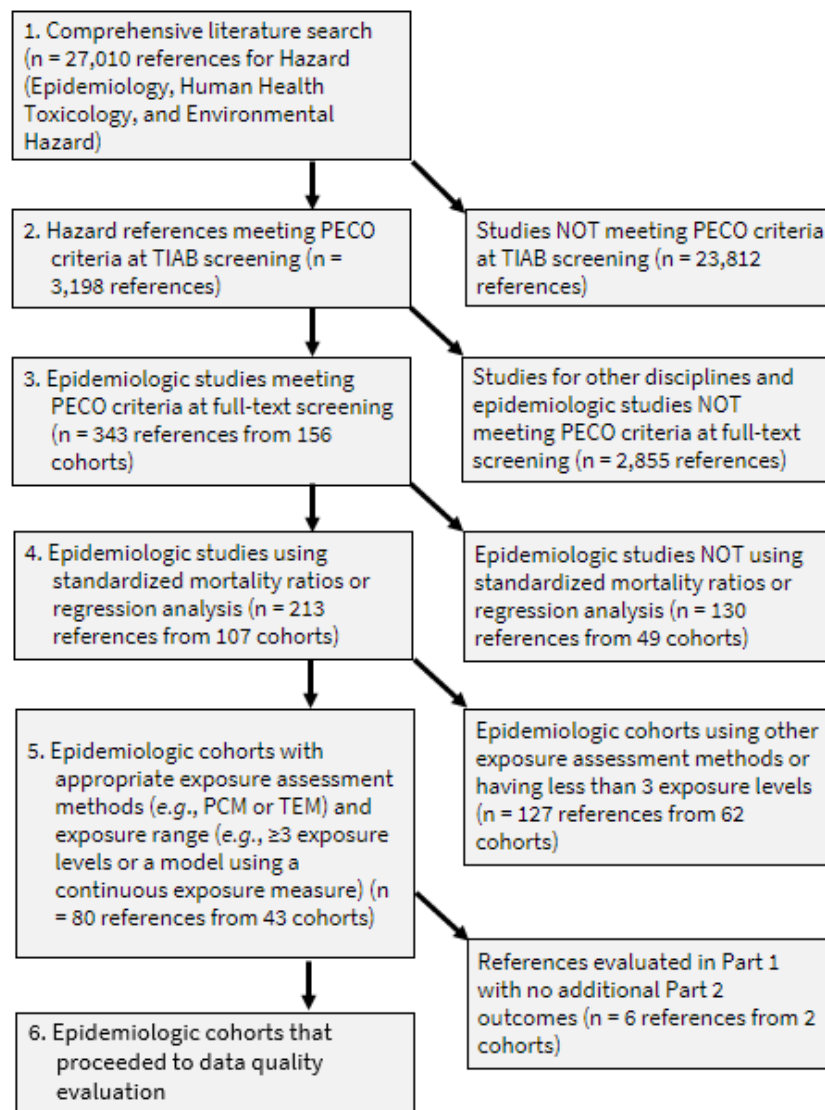 1. Comprehensive literature search
(n = 27,010 references for Hazard
(Epidemiology, Human Health
Toxicology, and Environmental
Hazard)
2. Hazard references meeting PECO
criteria at TIAB screening (n =
3,198 references)
Studies NOT meeting PECO criteria
at TIAB screening (n = 23,812
references)
3. Epidemiologic studies meeting
PECO criteria at full-text screening
(n = 343 references from 156
cohorts)
Studies for other disciplines and
epidemiologic studies NOT
meeting PECO criteria at full-text
screening (n = 2,855 references)
4. Epidemiologic studies using
standardized mortality ratios or
regression analysis (n = 213
references from 107 cohorts)
Epidemiologic studies NOT using
standardized mortality ratios or
regression analysis (n = 130
references from 49 cohorts)
5. Epidemiologic cohorts with
appropriate exposure assessment
methods (e.g., PCM or TEM) and
exposure range (e.g., ≥3 exposure
levels or a model using a
continuous exposure measure) (n
= 80 references from 43 cohorts)
Epidemiologic cohorts using other
exposure assessment methods or
having less than 3 exposure levels
(n = 127 references from 62
cohorts)
References evaluated in Part 1
with no additional Part 2
outcomes (n = 6 references from 2
cohorts)
6. Epidemiologic cohorts that
proceeded to data quality
evaluation